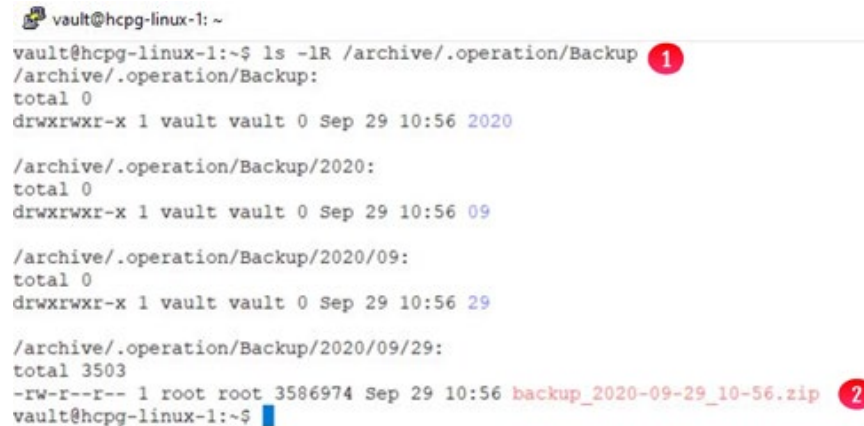 vault@hcpg-linux-1: ~
vault@hcpg-linux-1:~$ ls -lR /archive/.operation/Backup 1
/archive/.operation/Backup:
total 0
drwxrwxr-x 1 vault vault 0 Sep 29 10:56 2020
/archive/.operation/Backup/2020:
total 0
drwxrwxr-x 1 vault vault 0 Sep 29 10:56 09
/archive/.operation/Backup/2020/09:
total 0
drwxrwxr-x 1 vault vault 0 Sep 29 10:56 29
/archive/.operation/Backup/2020/09/29:
total 3503
-rw-r--r-- 1 root root 3586974 Sep 29 10:56 backup_2020-09-29_10-56.zip 2
vault@hcpg-linux-1:~$